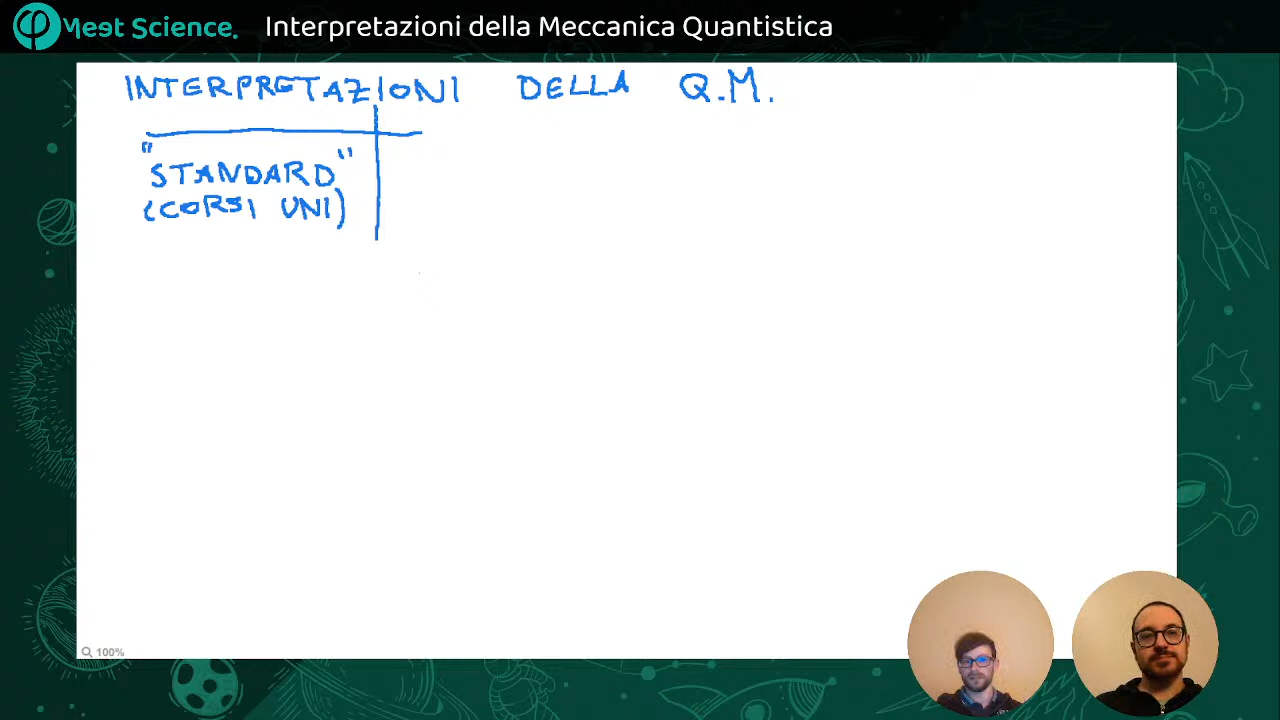 Meet Science.
Interpretazioni della Meccanica Quantistica
INTERPRETAZIONI DELLA Q.M.
"STANDARD"
(CORSI UNI)
100%